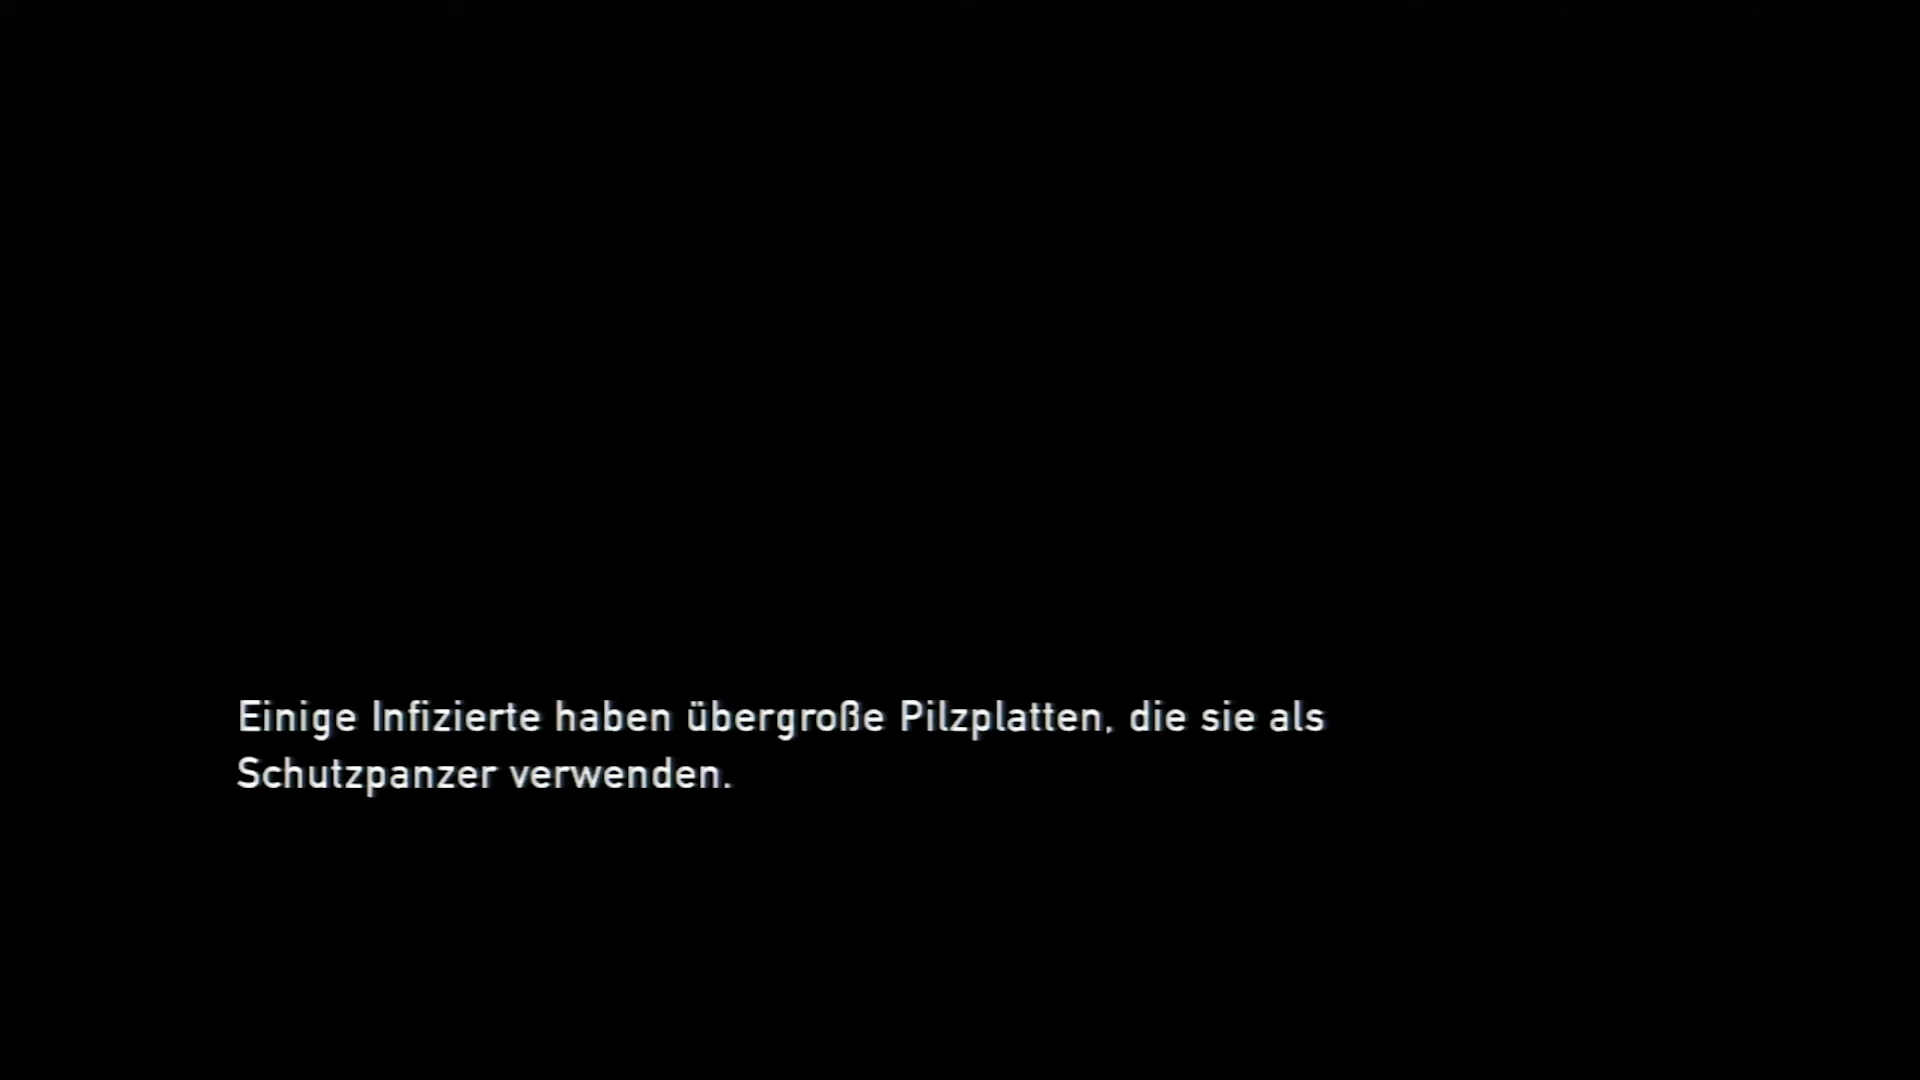 Einige Infizierte haben übergroße Pilzplatten, die sie als
Schutzpanzer verwenden.